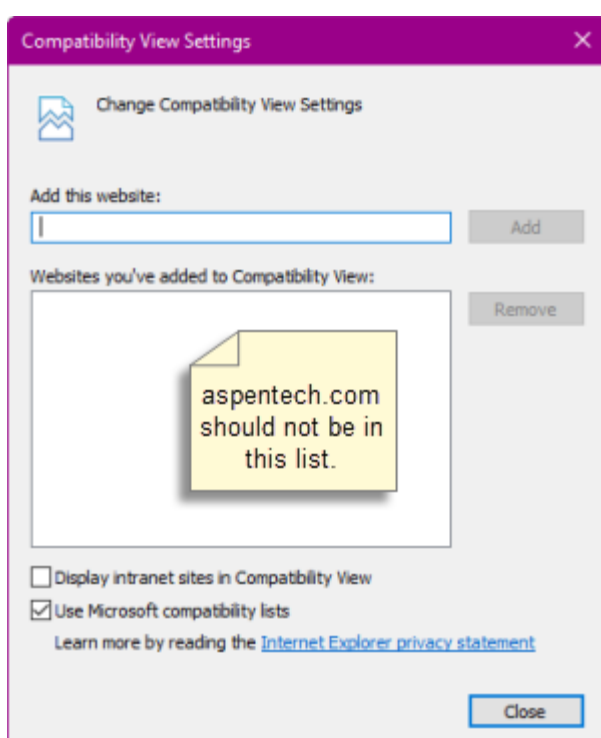 Compatibility View Settings
Change Compatibility View Settings
Add this website:
Add
Websites you've added to Compatibility View:
Remove
aspentech.com
should not be in
this list.
Display intranet sites in Compatibility View
Use Microsoft compatibility lists
Learn more by reading the Internet Explorer privacy statement
Close